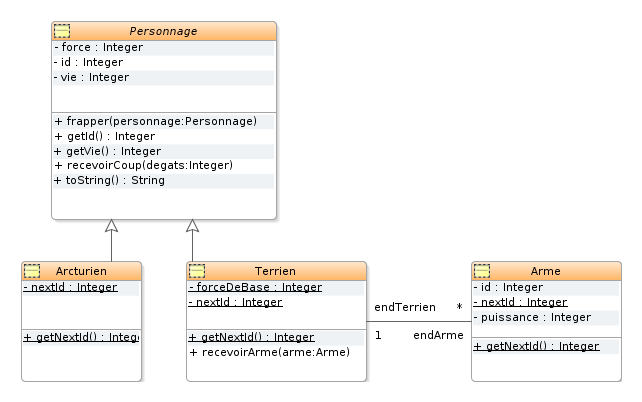 Personnage
- force : Integer
- id : Integer
- vie : Integer
+ frapper(personnage:Personnage)
+ getId() : Integer
+ getVie() : Integer
+ recevoirCoup(degats:Integer)
+ toString() : String
Arcturien
- nextId : Integer
+ getNextId() : Intege
Terrien
- forceDeBase : Integer
- nextId : Integer
+ getNextId() : Integer
+ recevoirArme(arme:Arme)
endTerrien *
1 endArme
Arme
- id : Integer
- nextId : Integer
- puissance : Integer
+ getNextId() : Integer